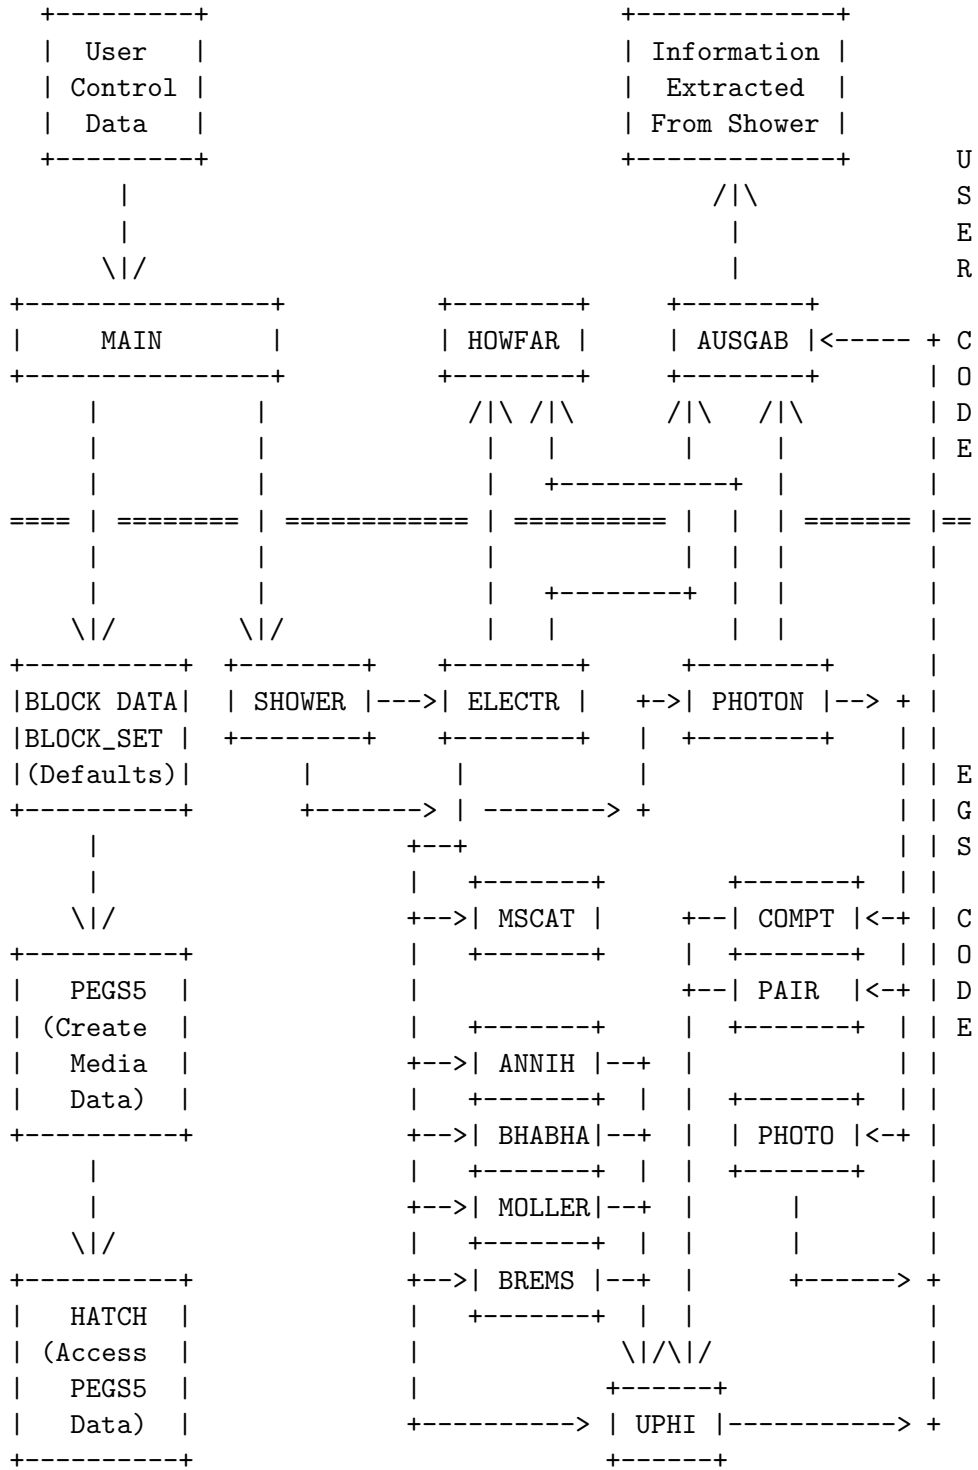 User Information
Control Extracted
Data From Shower
U
S
E
R
MAIN HOWFAR AUSGAB C
O
D
E
BLOCK DATA SHOWER ELECTR PHOTON
BLOCK_SET
(Defaults) E
G
S
MSCAT COMPT C
O
PEGS5 PAIR D
(Create E
Media ANNIH
Data)
BHABHA PHOTO
MOLLER
BREMS
HATCH
(Access
PEGS5
Data) UPHI